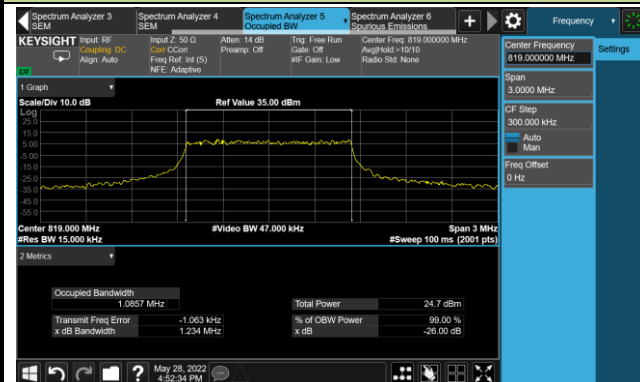 Spectrum Analyzer 3
SEM
Spectrum Analyzer 4
SEM
Spectrum Analyzer 5
Occupied BW
Spectrum Analyzer 6
Spurious Emissions
Frequency
KEYSIGHT
Input: RF
Coupling: DC
Align: Auto
Input Z: 50 Ω
Corr CCorr
Freq Ref: Int (S)
NFE: Adaptive
Atten: 14 dB
Preamp: Off
Trig: Free Run
Gate: Off
#IF Gain: Low
Center Freq: 819.000000 MHz
Avg|Hold:>10/10
Radio Std: None
Center Frequency
819.000000 MHz
Settings
Span
3.0000 MHz
CF Step
300.000 kHz
Auto
Man
Freq Offset
0 Hz
1 Graph
Scale/Div 10.0 dB
Ref Value 35.00 dBm
Log
25.0
15.0
5.00
-5.00
-15.0
-25.0
-35.0
-45.0
-55.0
Center 819.000 MHz
#Video BW 47.000 kHz
Span 3 MHz
#Res BW 15.000 kHz
#Sweep 100 ms (2001 pts)
2 Metrics
Occupied Bandwidth
1.0857 MHz
Total Power
24.7 dBm
Transmit Freq Error
-1.063 kHz
% of OBW Power
99.00 %
x dB Bandwidth
1.234 MHz
x dB
-26.00 dB
May 28, 2022
4:52:34 PM